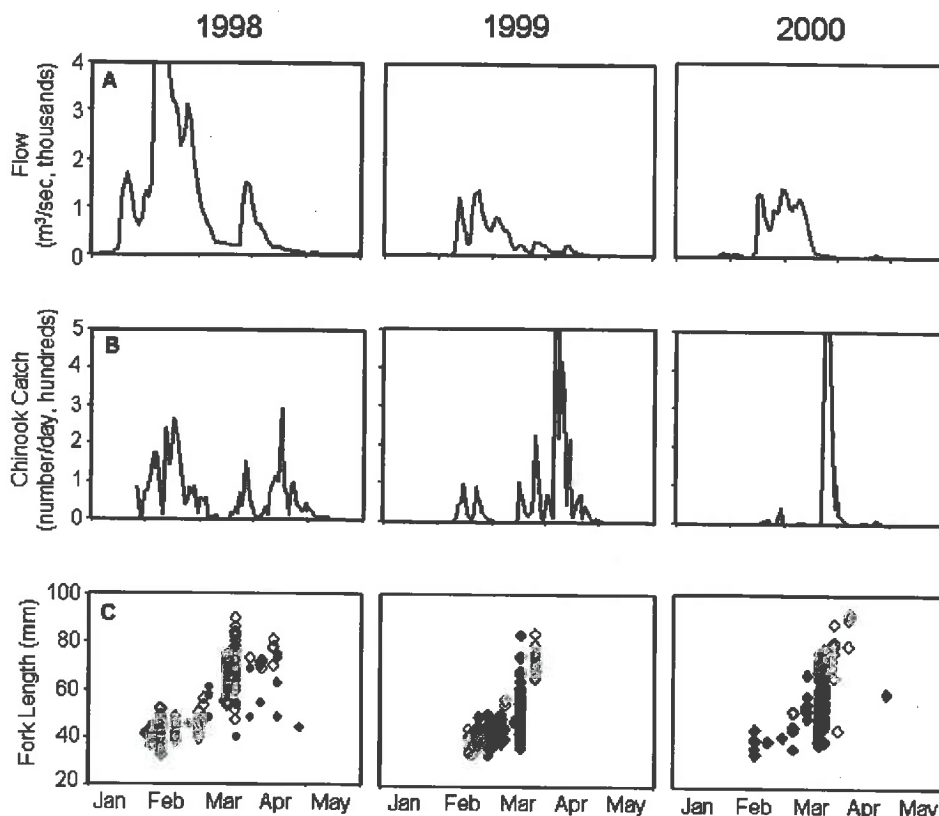 1998 1999 2000
A
Flow
(m³/sec, thousands)
4
3
2
1
0
B
Chinook Catch
(number/day, hundreds)
5
4
3
2
1
0
C
Fork Length (mm)
100
80
60
40
20
Jan Feb Mar Apr May Jan Feb Mar Apr May Jan Feb Mar Apr May